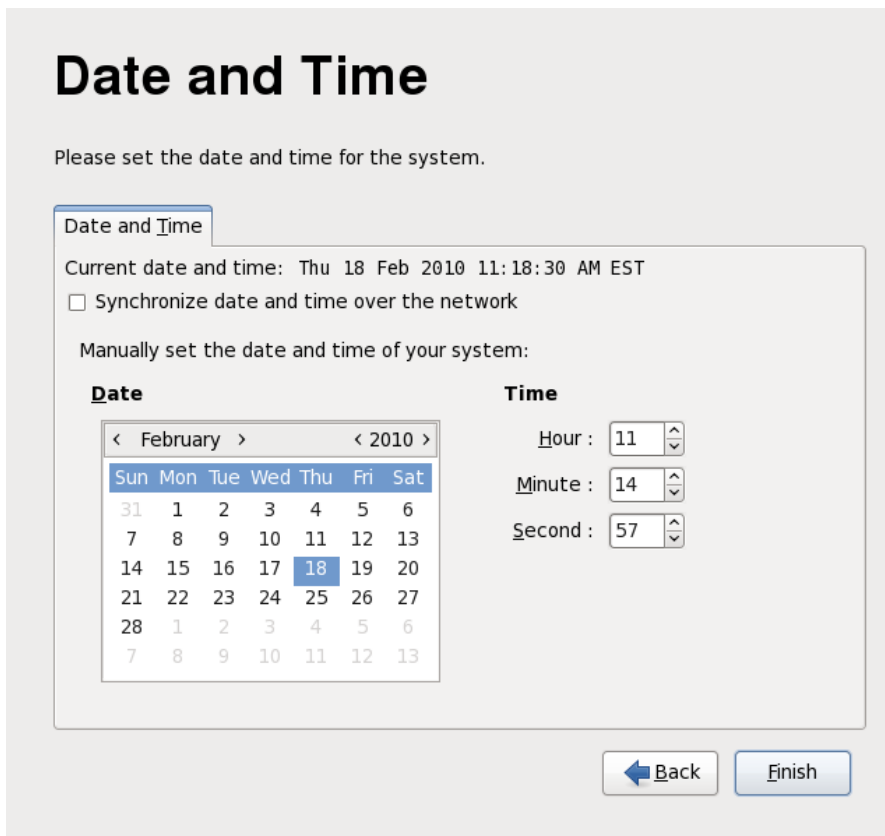 Date and Time
Please set the date and time for the system.
Date and Time
Current date and time: Thu 18 Feb 2010 11:18:30 AM EST
Synchronize date and time over the network
Manually set the date and time of your system:
Date
< February > < 2010 >
Sun Mon Tue Wed Thu Fri Sat
31 1 2 3 4 5 6
7 8 9 10 11 12 13
14 15 16 17 18 19 20
21 22 23 24 25 26 27
28 1 2 3 4 5 6
7 8 9 10 11 12 13
Time
Hour : 11
Minute : 14
Second : 57
Back
Finish